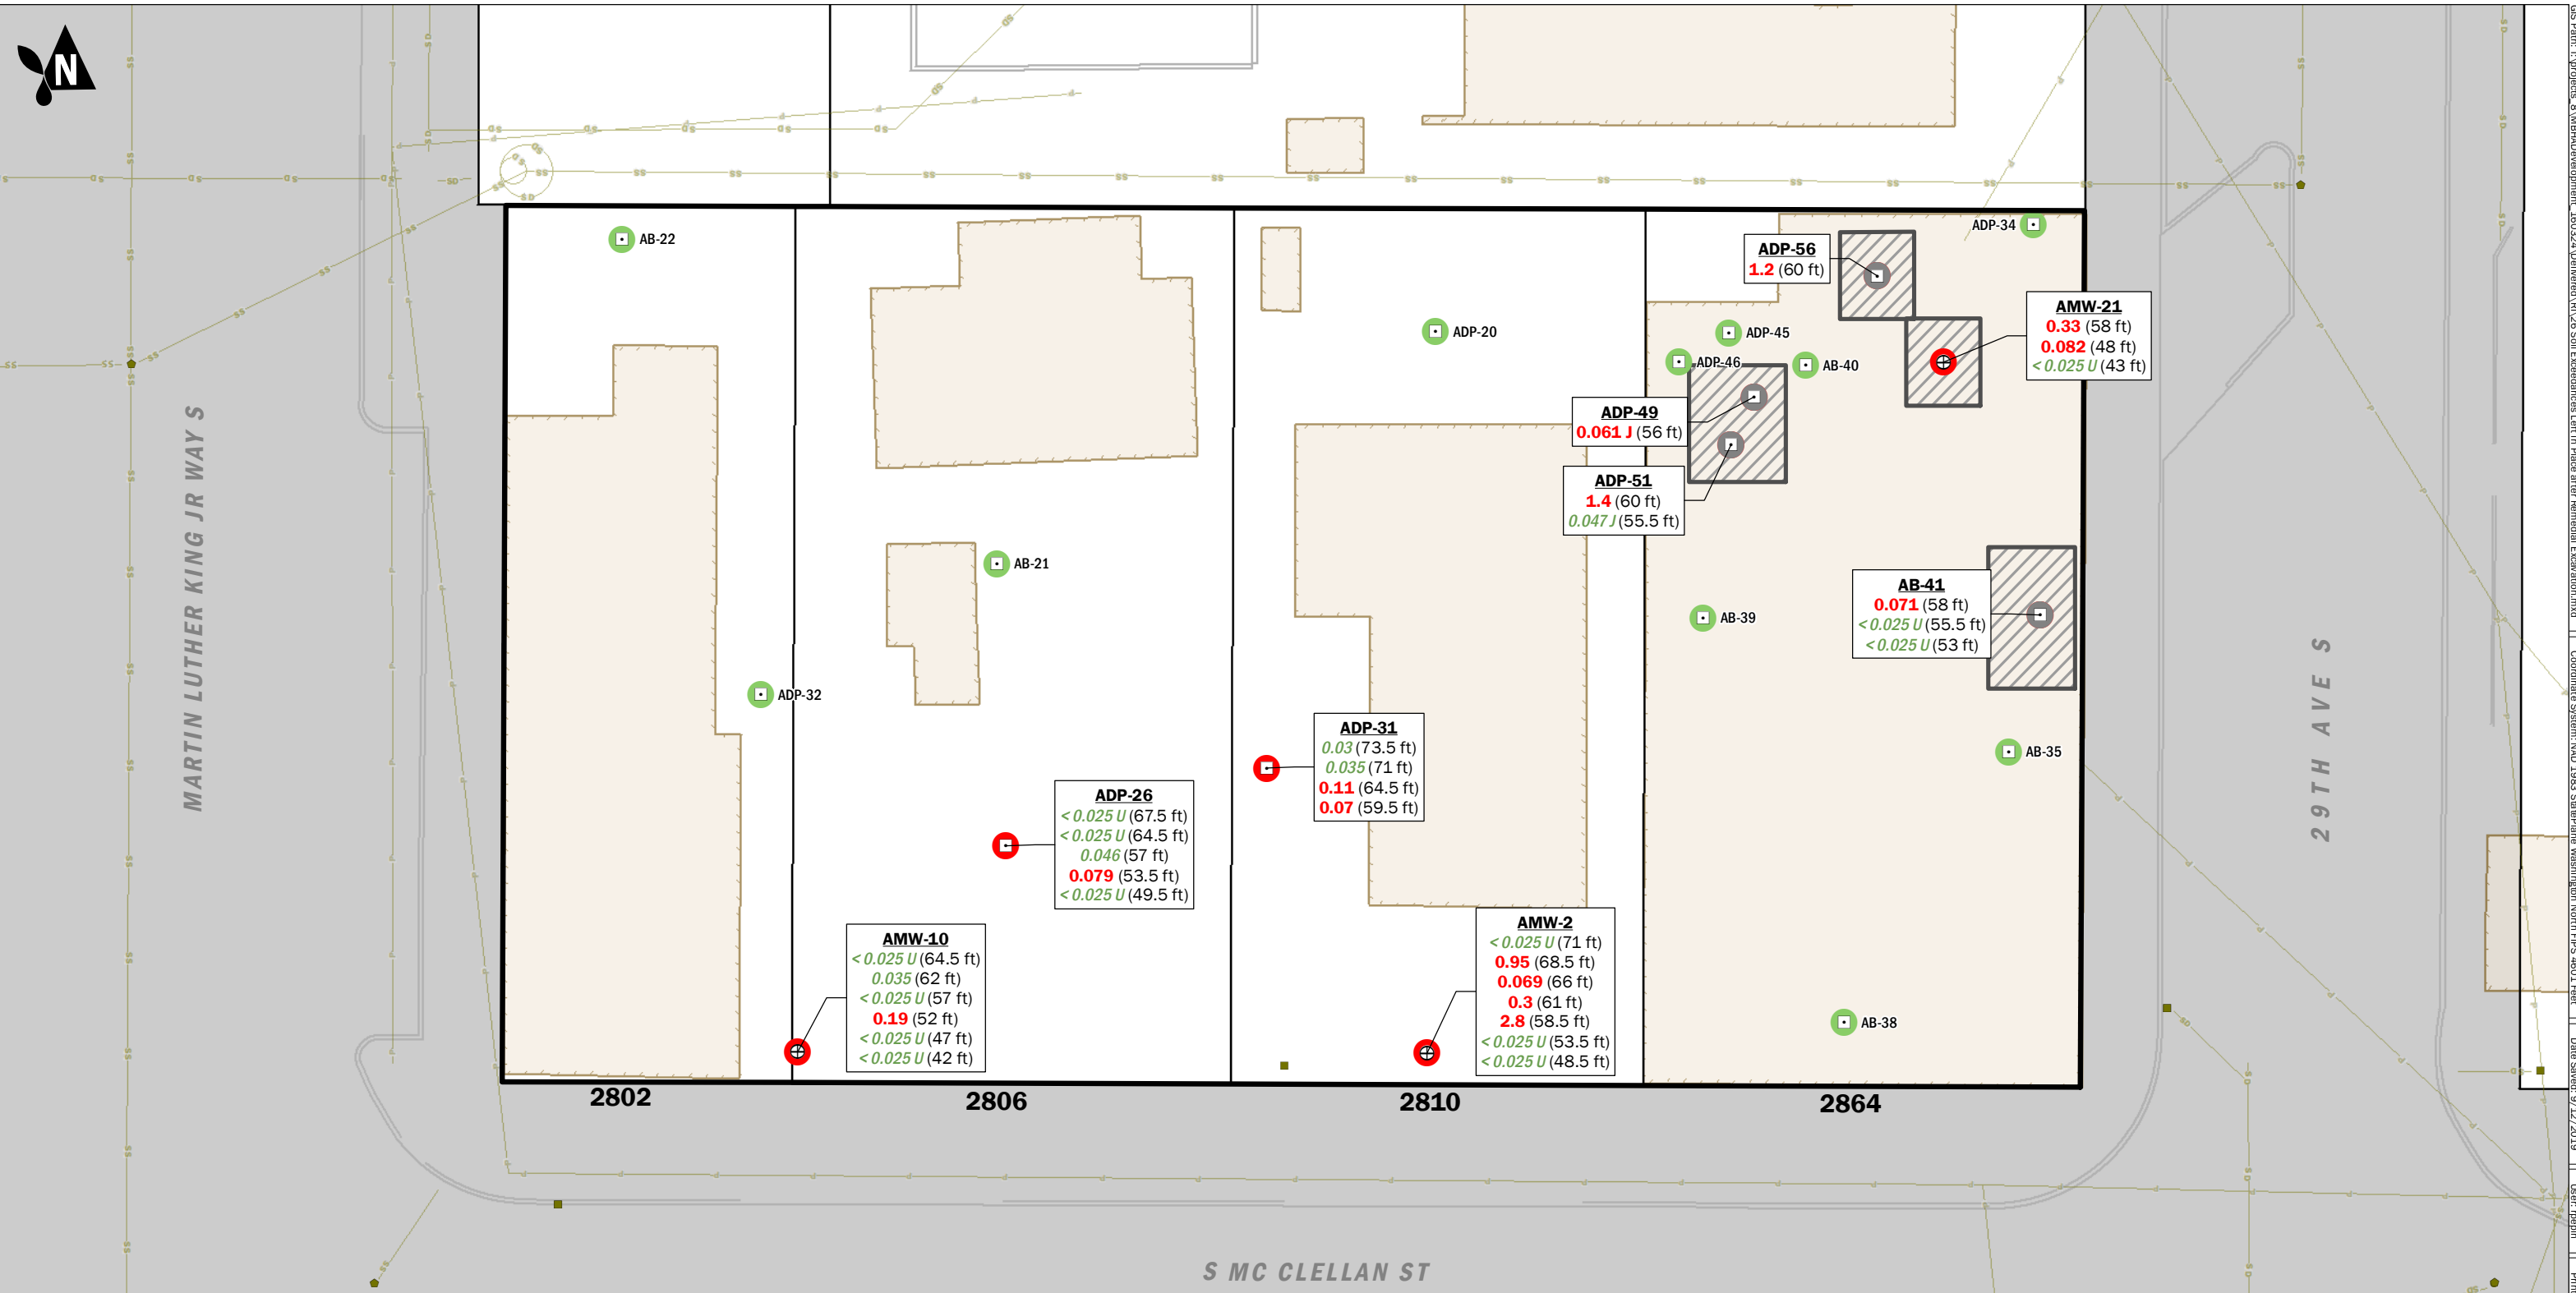 N
AB-22
ADP-34
ADP-56
1.2 (60 ft)
AMW-21
0.33 (58 ft)
0.082 (48 ft)
< 0.025 U (43 ft)
ADP-20
ADP-45
ADP-46
AB-40
ADP-49
0.061 J (56 ft)
ADP-51
1.4 (60 ft)
0.047 J (55.5 ft)
AB-21
AB-41
0.071 (58 ft)
< 0.025 U (55.5 ft)
< 0.025 U (53 ft)
AB-39
ADP-32
ADP-31
0.03 (73.5 ft)
0.035 (71 ft)
0.11 (64.5 ft)
0.07 (59.5 ft)
AB-35
ADP-26
< 0.025 U (67.5 ft)
< 0.025 U (64.5 ft)
0.046 (57 ft)
0.079 (53.5 ft)
< 0.025 U (49.5 ft)
AMW-10
< 0.025 U (64.5 ft)
0.035 (62 ft)
< 0.025 U (57 ft)
0.19 (52 ft)
< 0.025 U (47 ft)
< 0.025 U (42 ft)
AMW-2
< 0.025 U (71 ft)
0.95 (68.5 ft)
0.069 (66 ft)
0.3 (61 ft)
2.8 (58.5 ft)
< 0.025 U (53.5 ft)
< 0.025 U (48.5 ft)
AB-38
2802
2806
2810
2864
MARTIN LUTHER KING JR WAY S
29TH AVE S
S MC CLELLAN ST